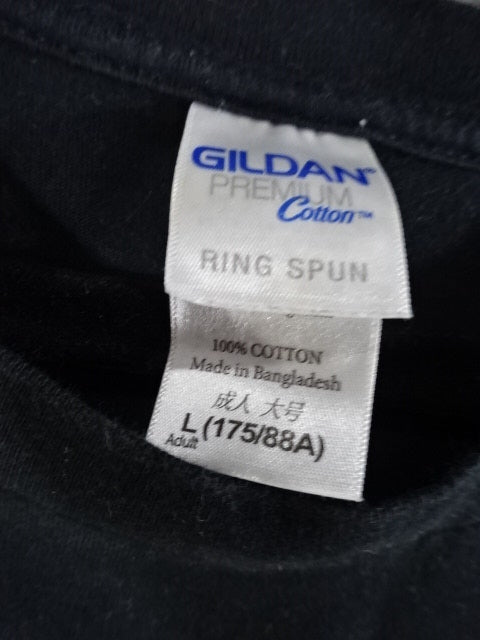 GILDAN®
PREMIUM
Cotton™
RING SPUN
100% COTTON
Made in Bangladesh
成人 大号
L (175/88A)
Adult